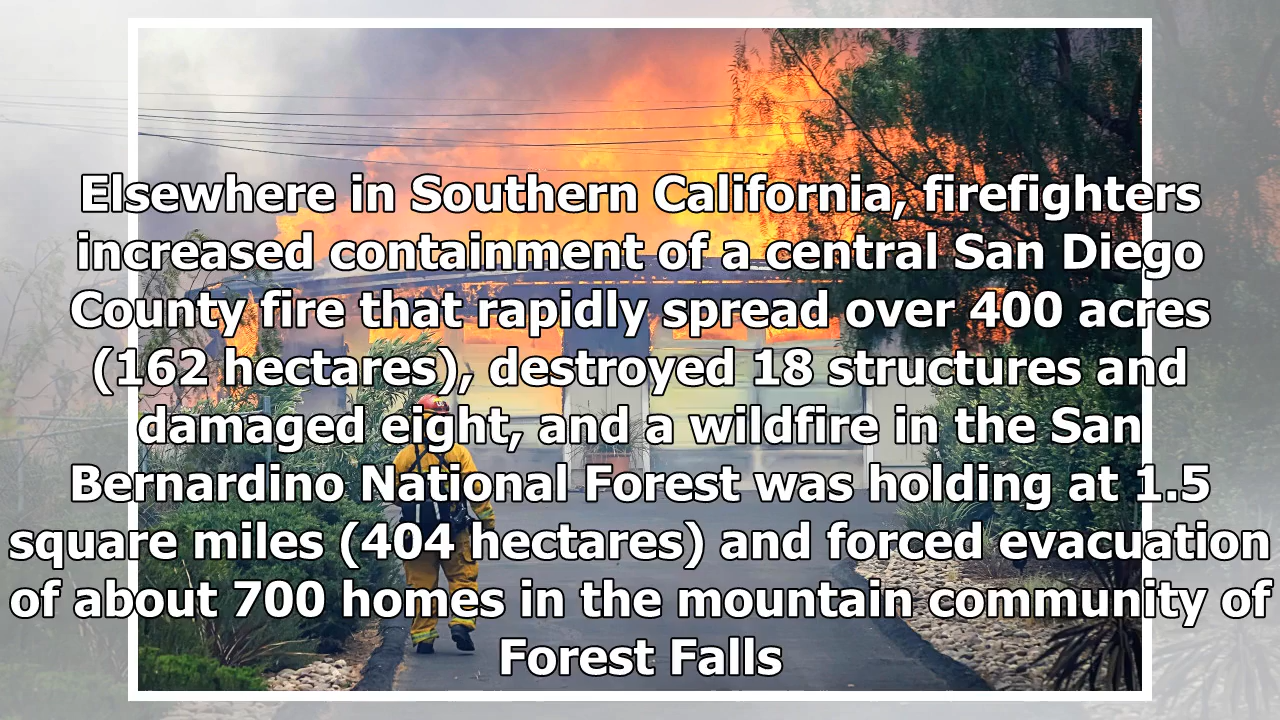 Elsewhere in Southern California, firefighters
increased containment of a central San Diego
County fire that rapidly spread over 400 acres
(162 hectares), destroyed 18 structures and
damaged eight, and a wildfire in the San
Bernardino National Forest was holding at 1.5
square miles (404 hectares) and forced evacuation
of about 700 homes in the mountain community of
Forest Falls